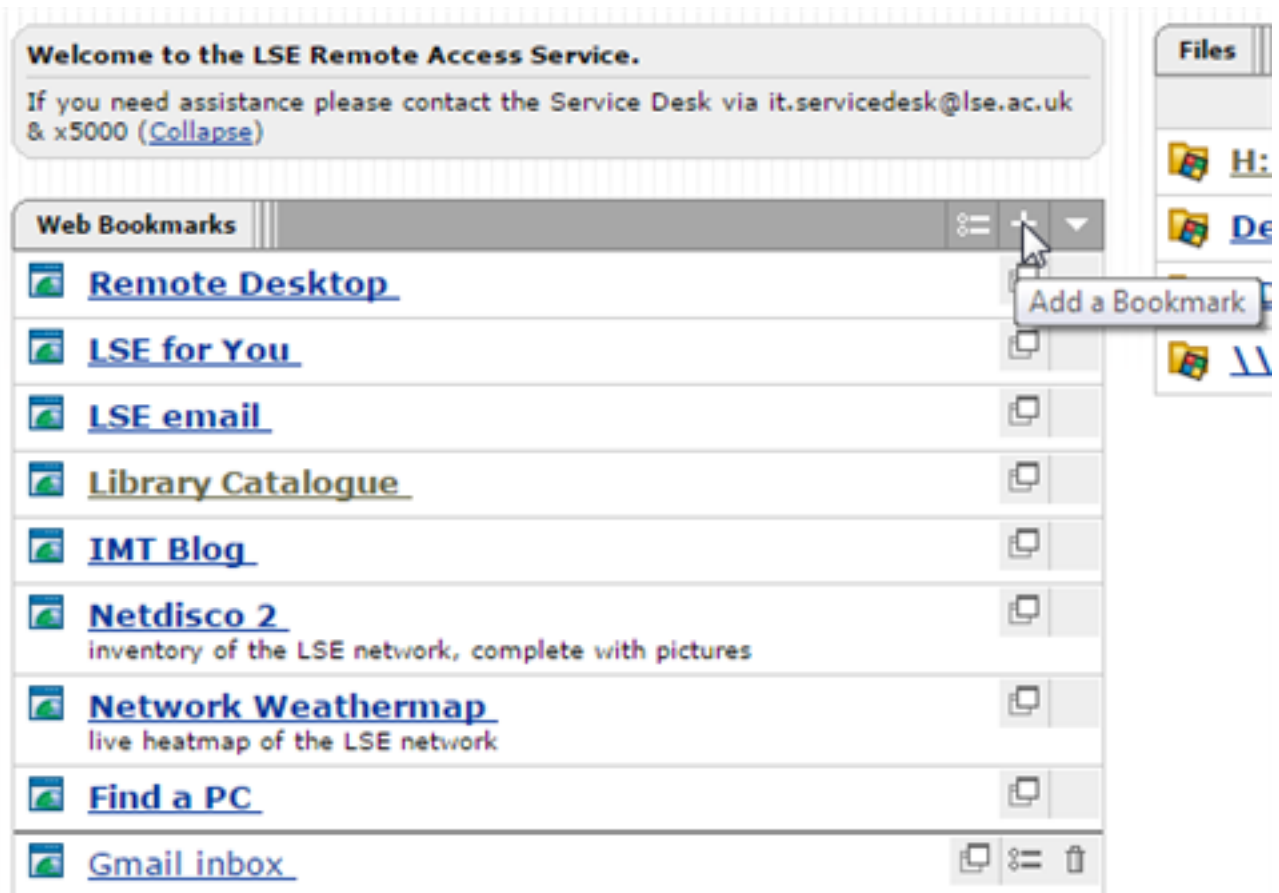 Welcome to the LSE Remote Access Service.
If you need assistance please contact the Service Desk via it.servicedesk@lse.ac.uk
& x5000 (Collapse)
Web Bookmarks
Add a Bookmark
Remote Desktop
LSE for You
LSE email
Library Catalogue
IMT Blog
Netdisco 2
inventory of the LSE network, complete with pictures
Network Weathermap
live heatmap of the LSE network
Find a PC
Gmail inbox
Files
H:
De
\\